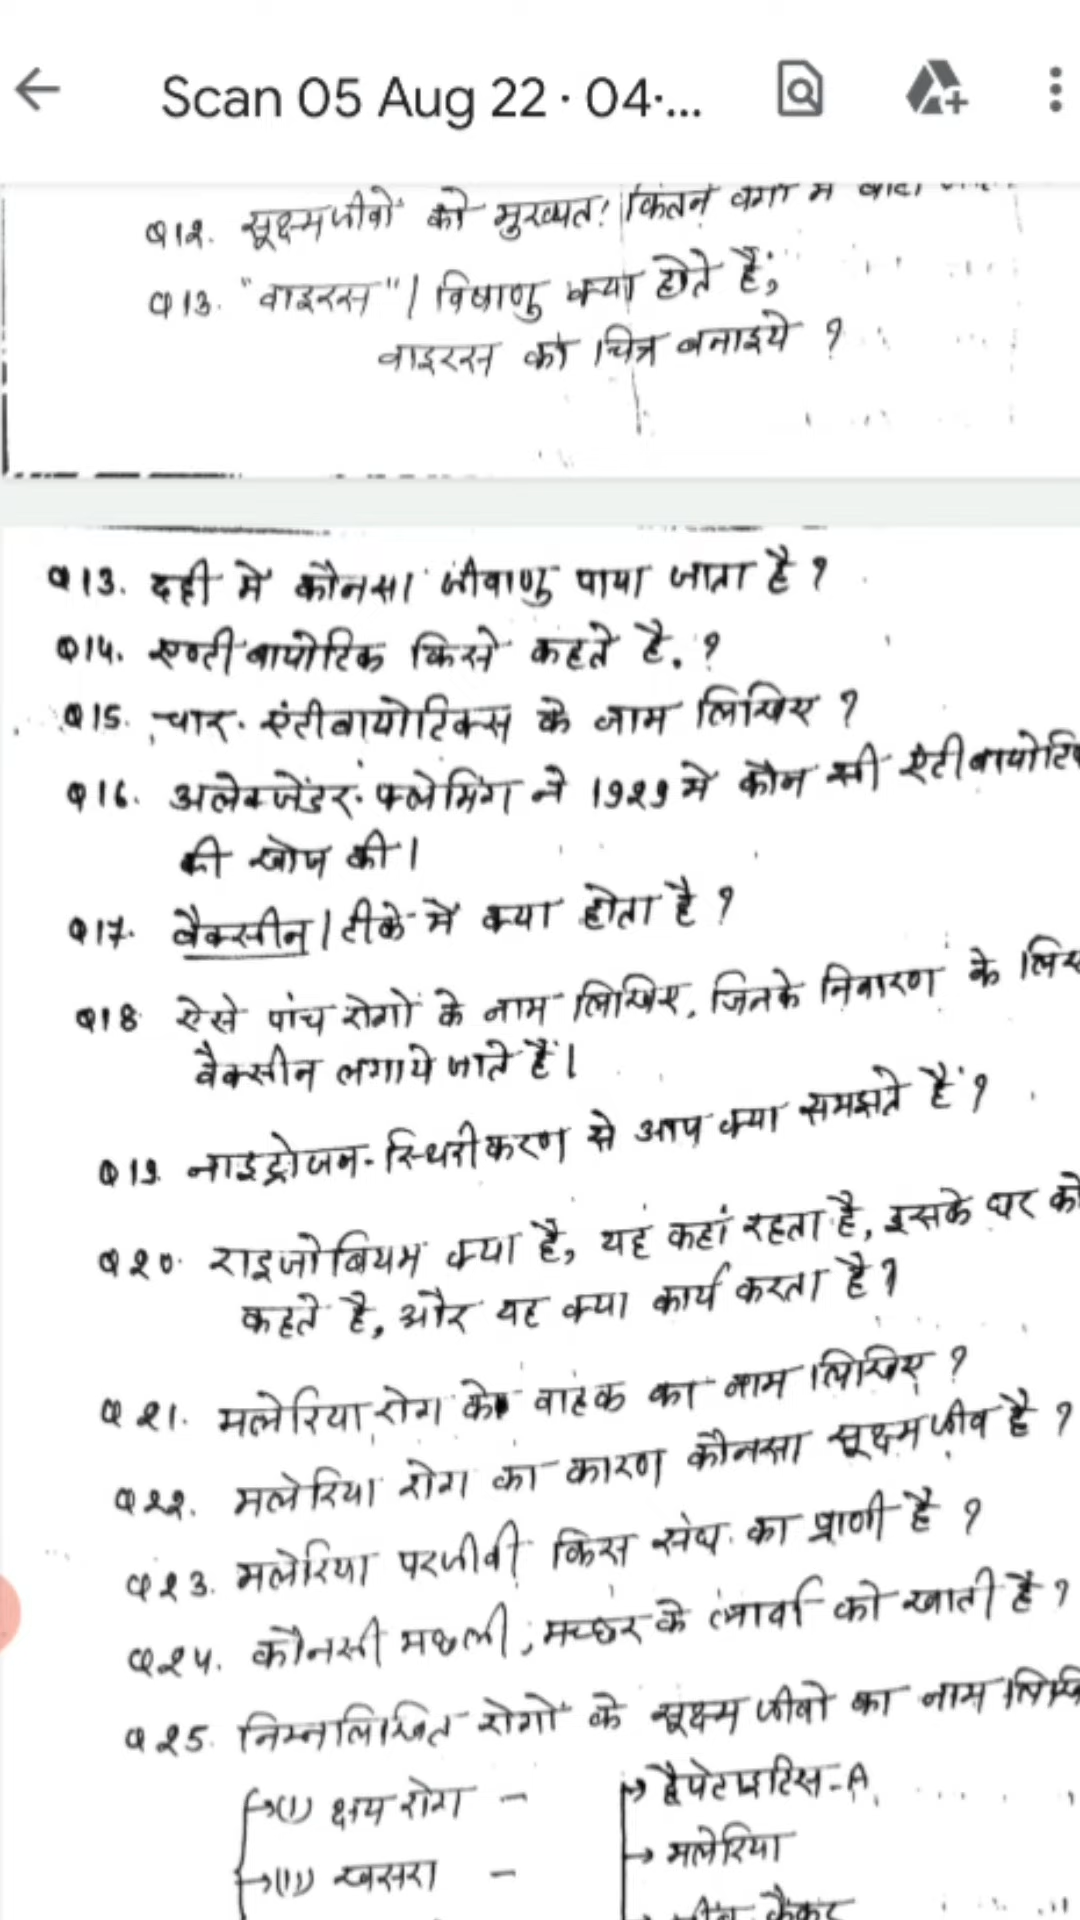 Scan 05 Aug 22 · 04·...
Q12. सूक्ष्मजीवों को मुख्यत: कितने वर्गों में बांटा
Q13. "वाइरस" / विषाणु क्या होते हैं,
वाइरस का चित्र बनाइये ?
Q13. दही में कौनसा जीवाणु पाया जाता है ?
Q14. एण्टीबायोटिक किसे कहते है. ?
Q15. चार एंटीबायोटिक्स के नाम लिखिए ?
Q16. अलेक्जेंडर फ्लेमिंग ने 1929 मे कौन सी एंटीबायोटि
की खोज की।
Q17. वैक्सीन / टीके में क्या होता है ?
Q18 ऐसे पांच रोगों के नाम लिखिए, जिनके निवारण के लिए
वैक्सीन लगाये जाते हैं।
Q19. नाइट्रोजन-स्थिरीकरण से आप क्या समझते हैं ?
Q20. राइजोबियम क्या है, यह कहां रहता है, इसके घर को
कहते है, और यह क्या कार्य करता है ?
Q21. मलेरिया रोग के वाहक का नाम लिखिए ?
Q22. मलेरिया रोग का कारण कौनसा सूक्ष्मजीव है ?
Q23. मलेरिया परजीवी किस संघ का प्राणी है ?
Q24. कौनसी मछली, मच्छर के लार्वा को खाती है ?
Q25. निम्नलिखित रोगों के सूक्ष्म जीवो का नाम लिखि
→(I) क्षय रोग - → हैपेटाइटिस-A
→(II) खसरा - → मलेरिया